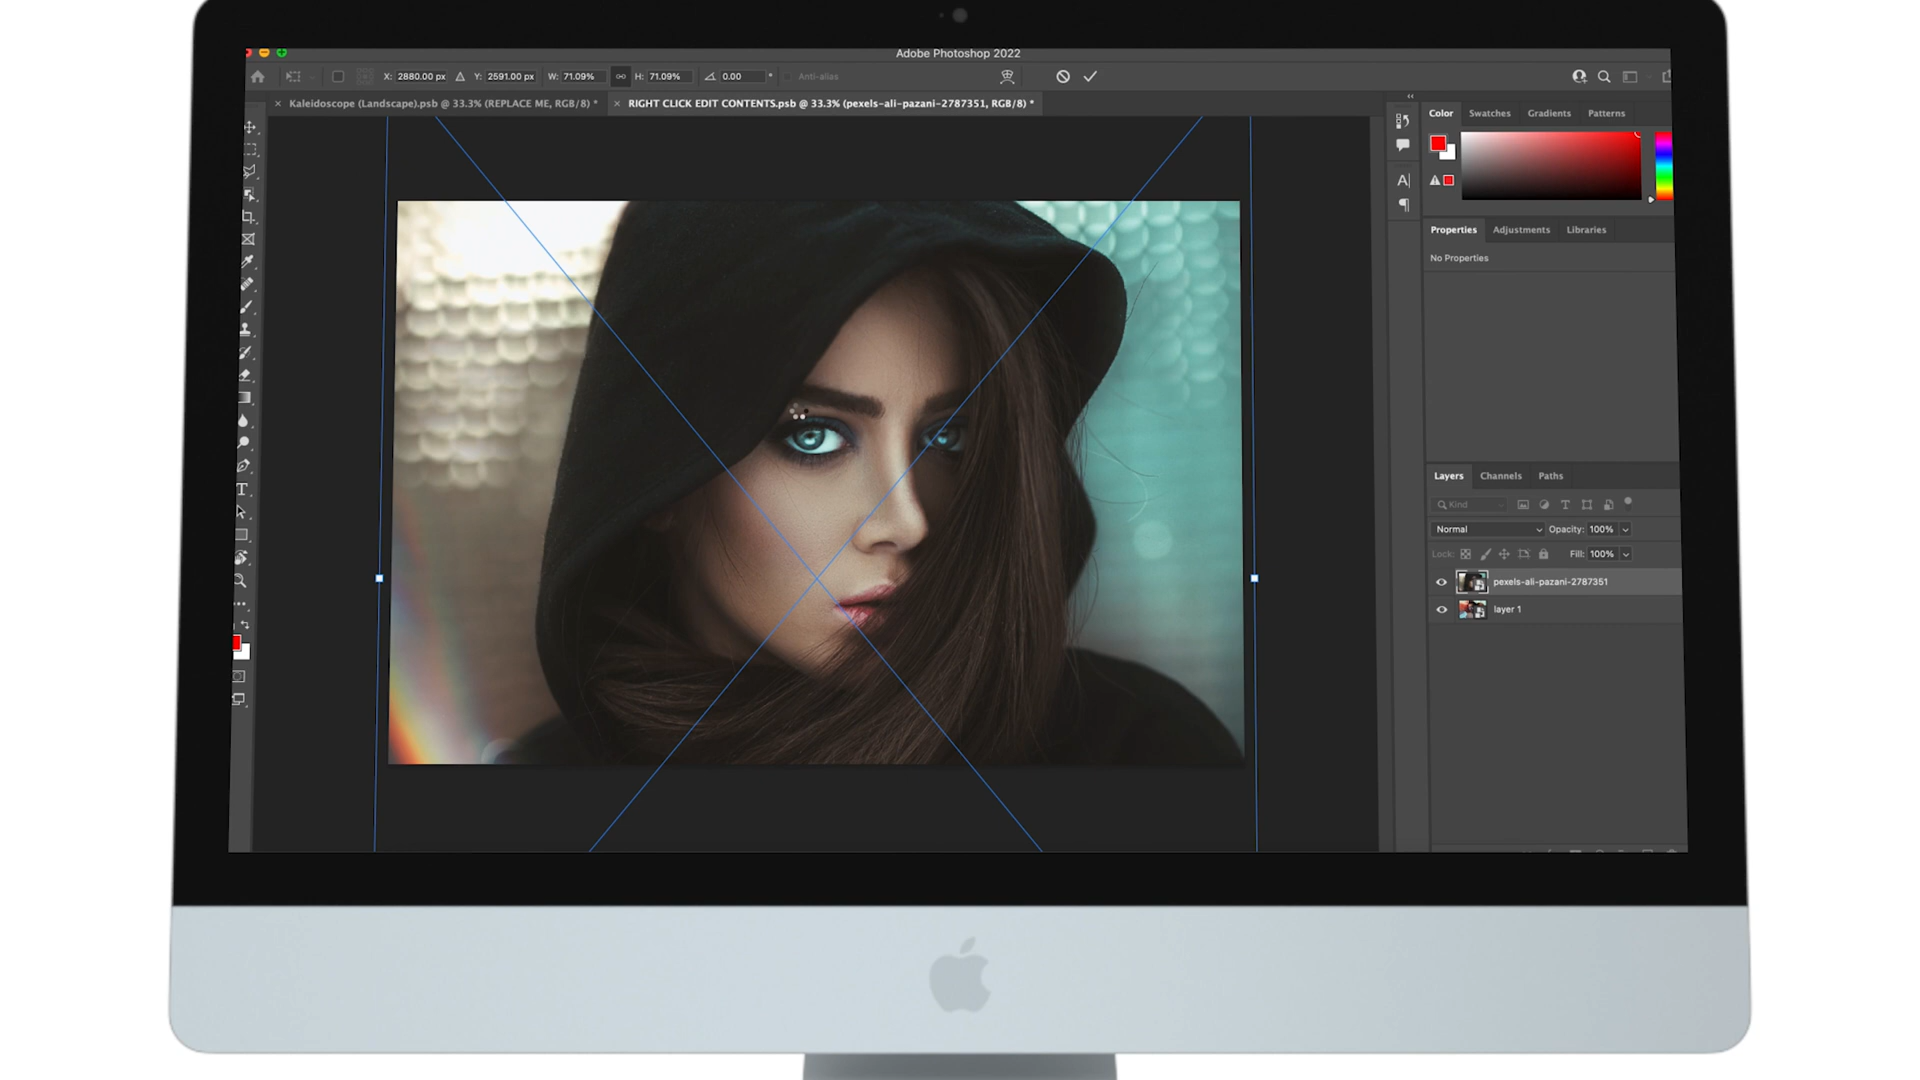 Adobe Photoshop 2022
X: 2880.00 px Y: 2591.00 px W: 71.09% H: 71.09% 0.00 ° Anti-alias
× Kaleidoscope (Landscape).psb @ 33.3% (REPLACE ME, RGB/8) * × RIGHT CLICK EDIT CONTENTS.psb @ 33.3% (pexels-ali-pazani-2787351, RGB/8) *
Color Swatches Gradients Patterns
Properties Adjustments Libraries
No Properties
Layers Channels Paths
Kind
Normal Opacity: 100%
Lock: Fill: 100%
pexels-ali-pazani-2787351
layer 1